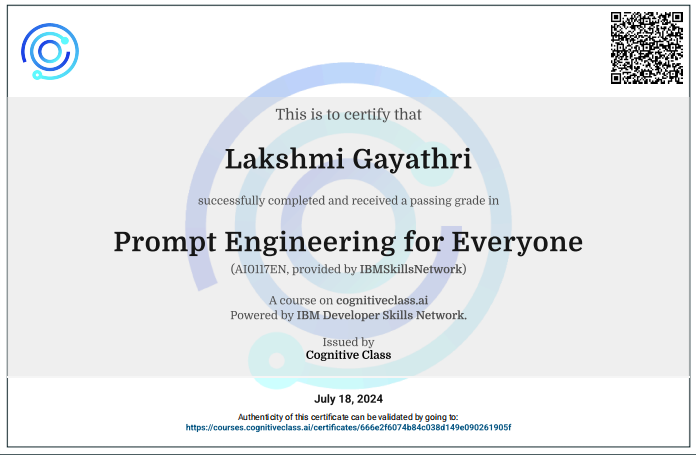 This is to certify that
Lakshmi Gayathri
successfully completed and received a passing grade in
Prompt Engineering for Everyone
(AI0117EN, provided by IBMSkillsNetwork)
A course on cognitiveclass.ai
Powered by IBM Developer Skills Network.
Issued by
Cognitive Class
July 18, 2024
Authenticity of this certificate can be validated by going to:
https://courses.cognitiveclass.ai/certificates/666e2f6074b84c038d149e090261905f